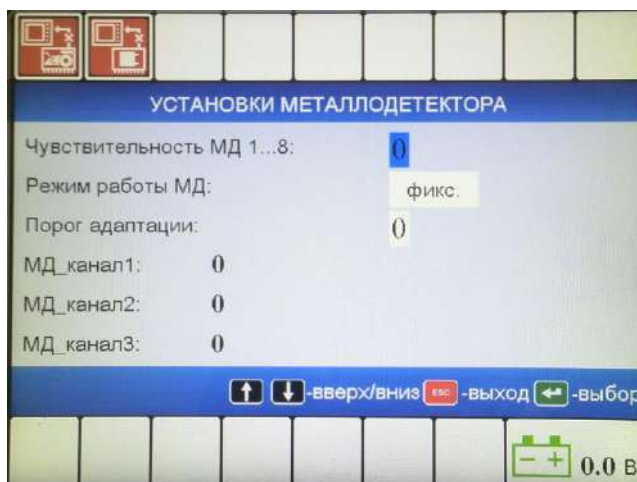 УСТАНОВКИ МЕТАЛЛОДЕТЕКТОРА
Чувствительность МД 1...8: 0
Режим работы МД: фикс.
Порог адаптации: 0
МД_канал1: 0
МД_канал2: 0
МД_канал3: 0
-вверх/вниз ESC -выход -выбор
0.0 В